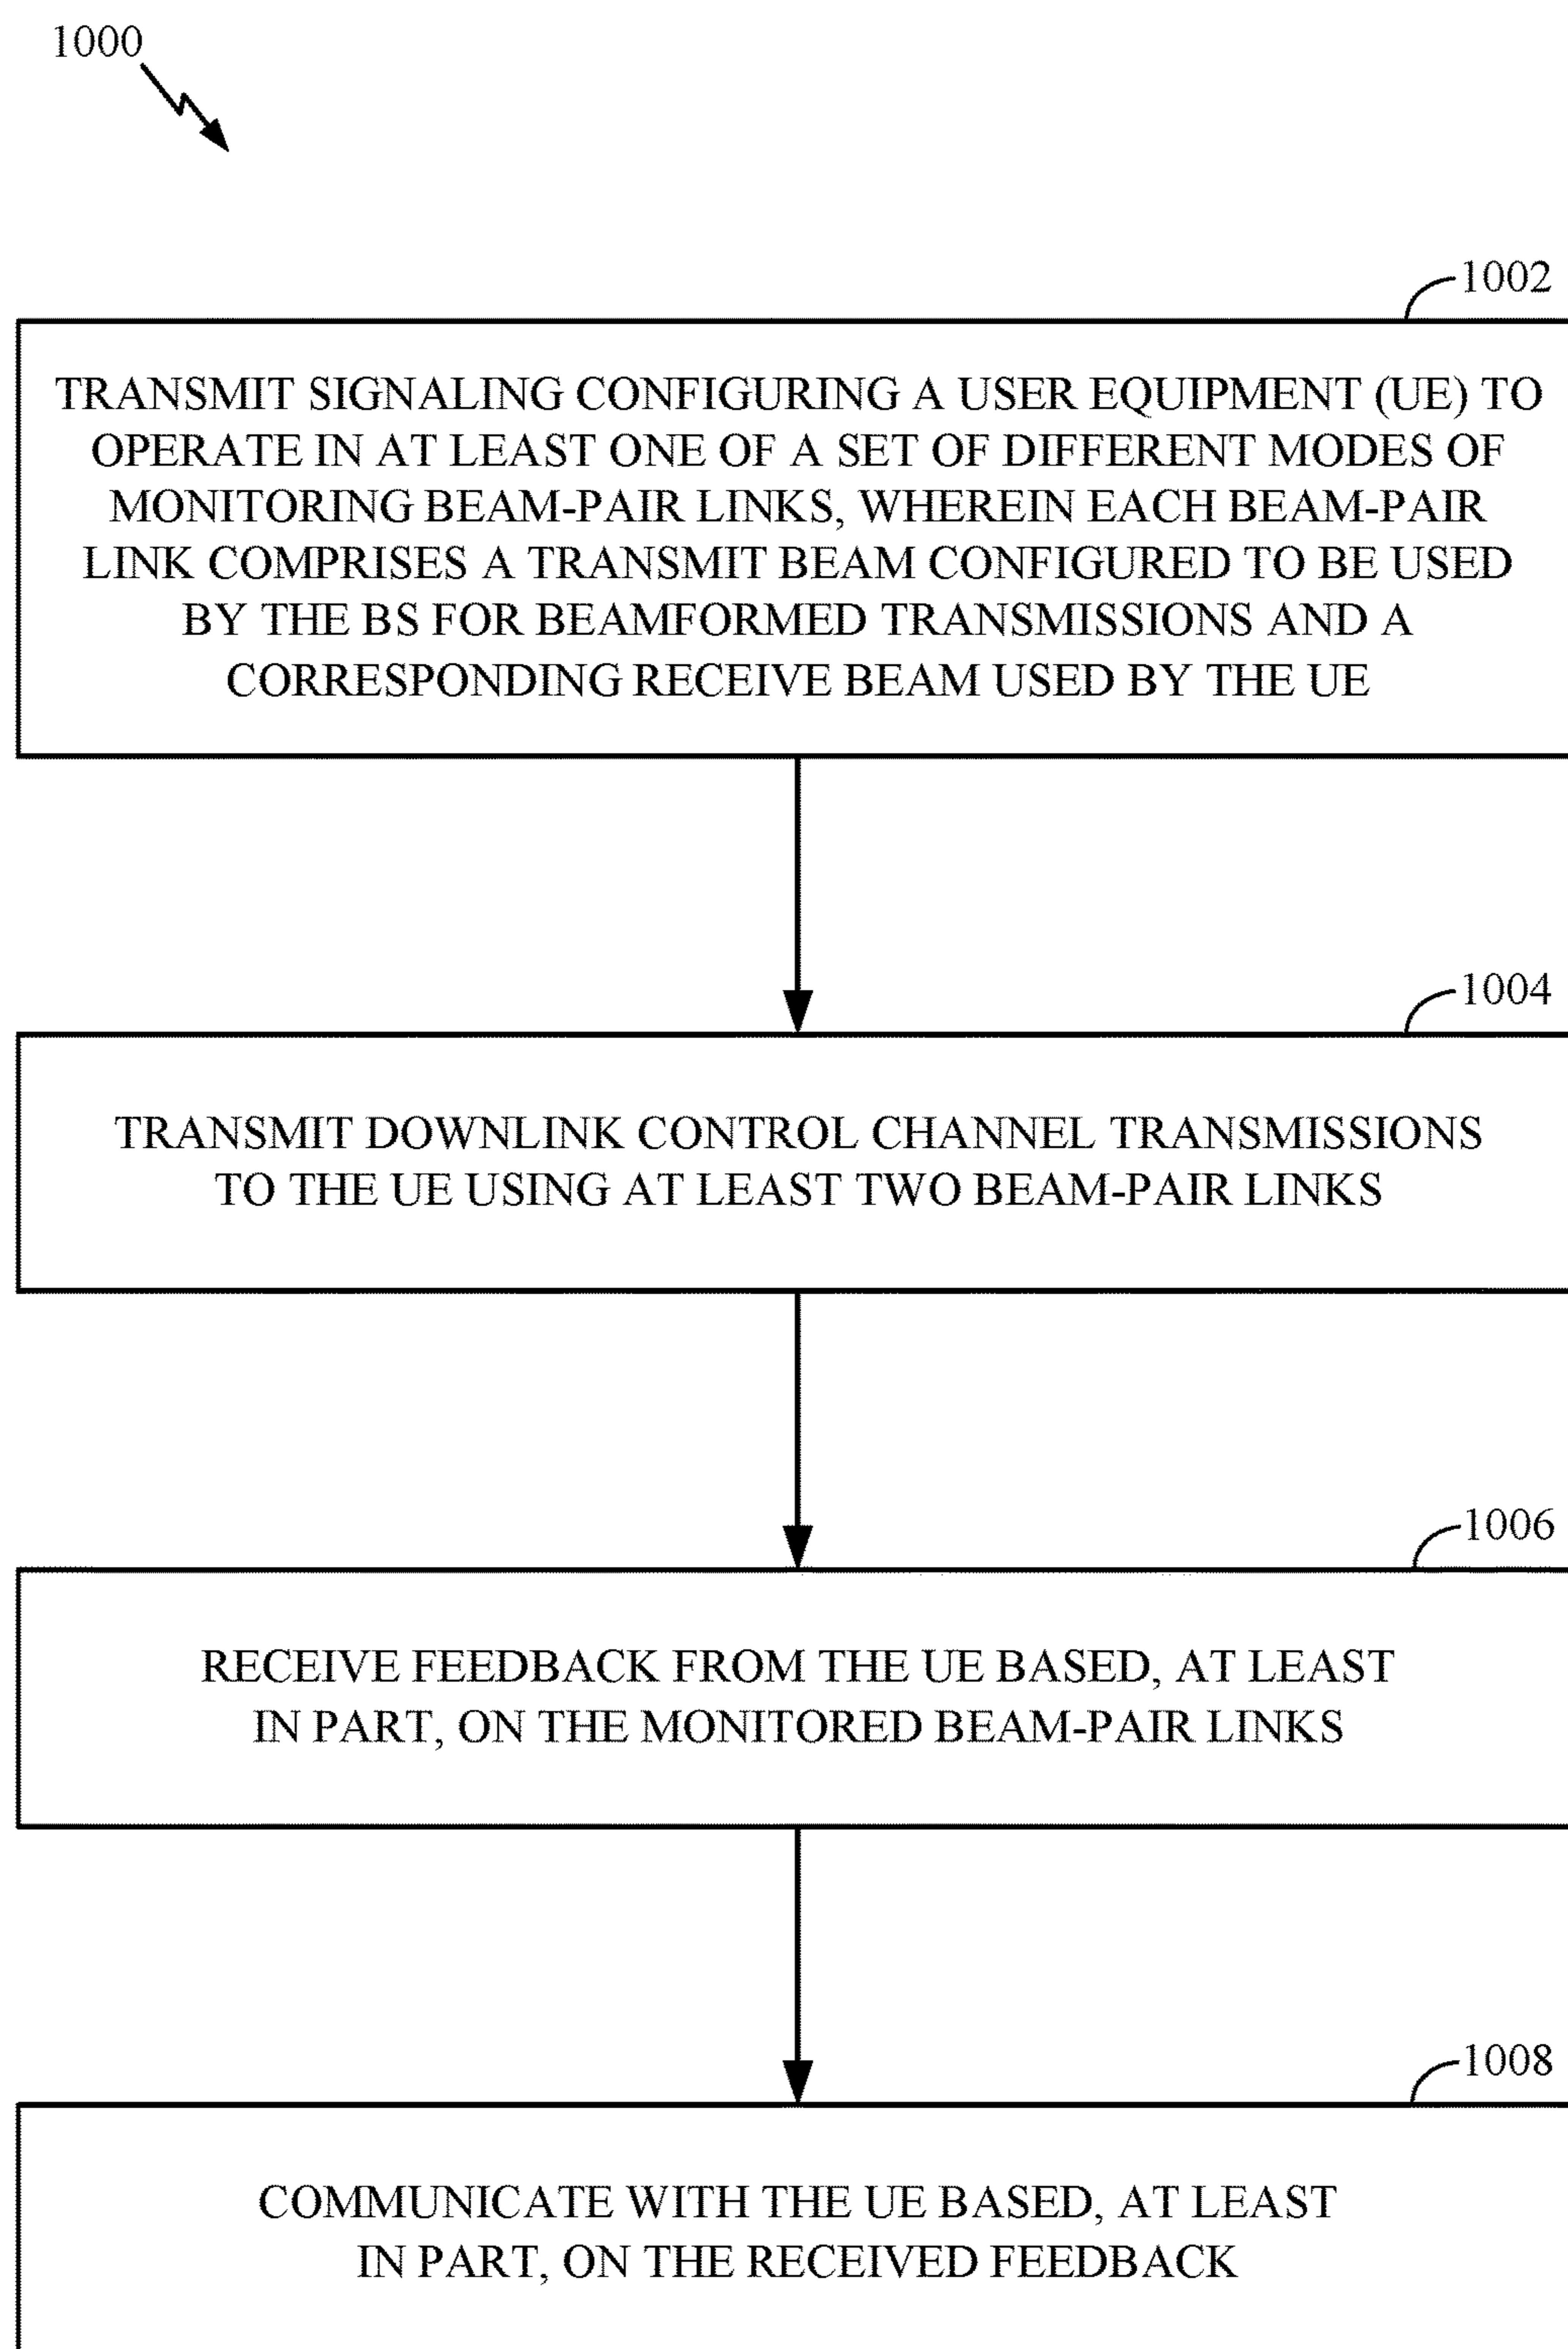 1000
1002
TRANSMIT SIGNALING CONFIGURING A USER EQUIPMENT (UE) TO
OPERATE IN AT LEAST ONE OF A SET OF DIFFERENT MODES OF
MONITORING BEAM-PAIR LINKS, WHEREIN EACH BEAM-PAIR
LINK COMPRISES A TRANSMIT BEAM CONFIGURED TO BE USED
BY THE BS FOR BEAMFORMED TRANSMISSIONS AND A
CORRESPONDING RECEIVE BEAM USED BY THE UE
1004
TRANSMIT DOWNLINK CONTROL CHANNEL TRANSMISSIONS
TO THE UE USING AT LEAST TWO BEAM-PAIR LINKS
1006
RECEIVE FEEDBACK FROM THE UE BASED, AT LEAST
IN PART, ON THE MONITORED BEAM-PAIR LINKS
1008
COMMUNICATE WITH THE UE BASED, AT LEAST
IN PART, ON THE RECEIVED FEEDBACK